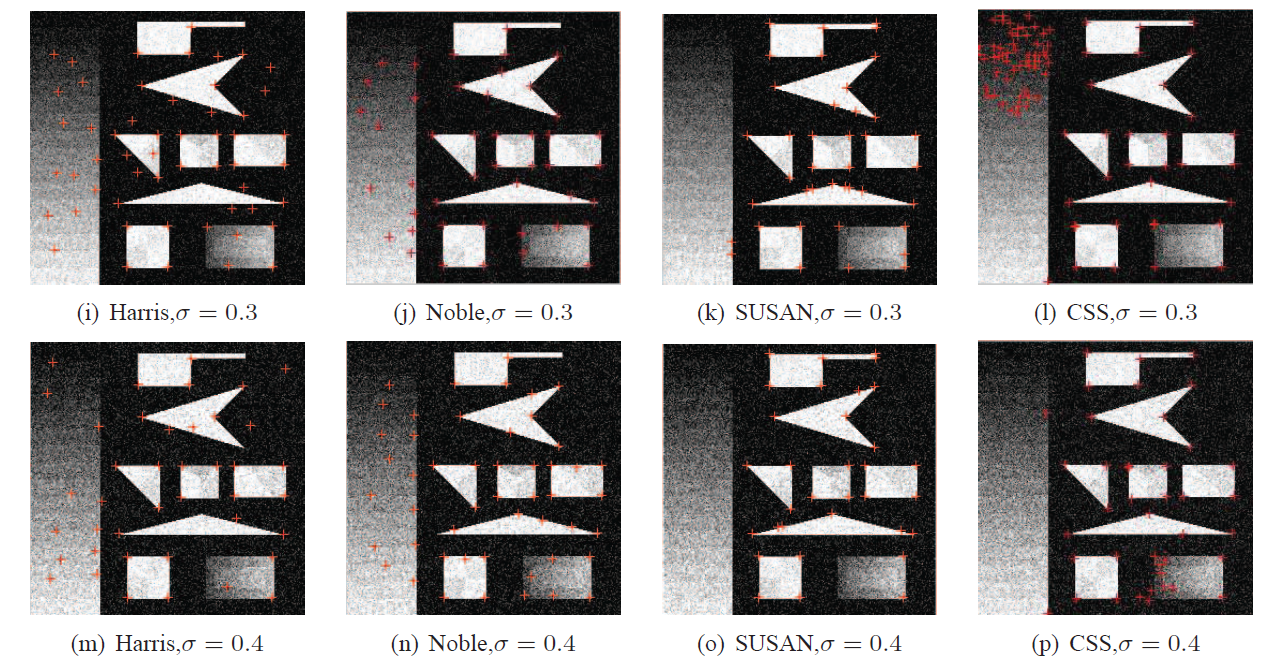 (i) Harris,σ = 0.3
(j) Noble,σ = 0.3
(k) SUSAN,σ = 0.3
(l) CSS,σ = 0.3
(m) Harris,σ = 0.4
(n) Noble,σ = 0.4
(o) SUSAN,σ = 0.4
(p) CSS,σ = 0.4